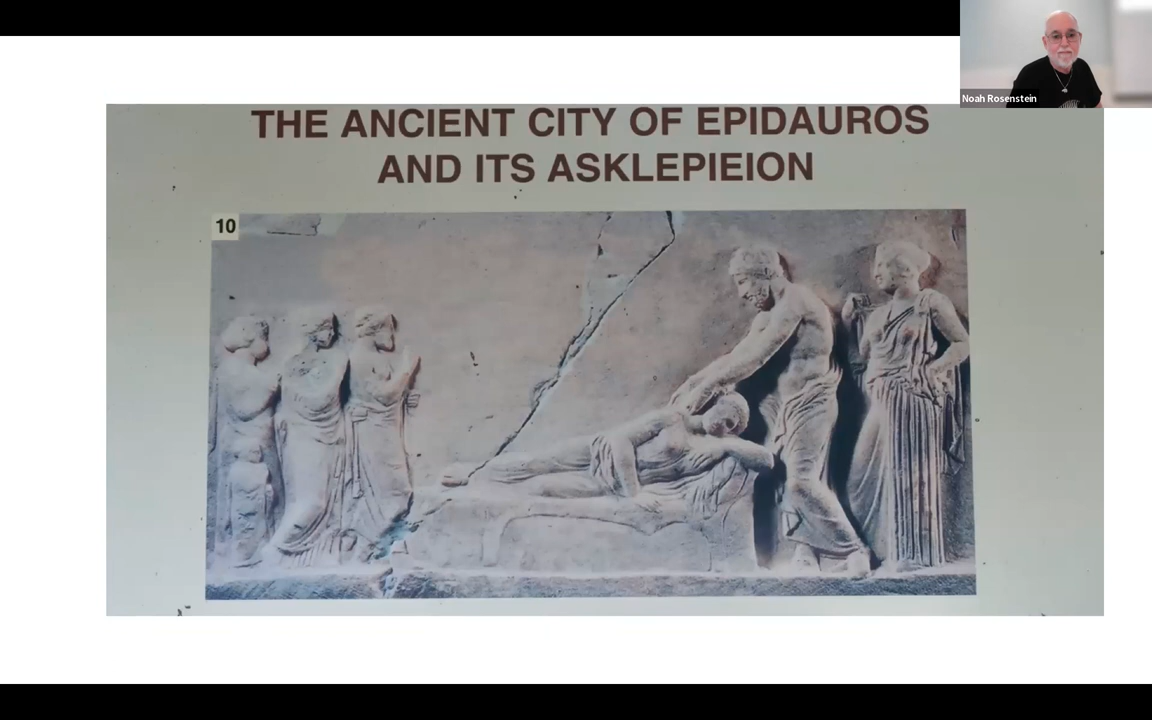 THE ANCIENT CITY OF EPIDAUROS
AND ITS ASKLEPIEION
10
Noah Rosenstein